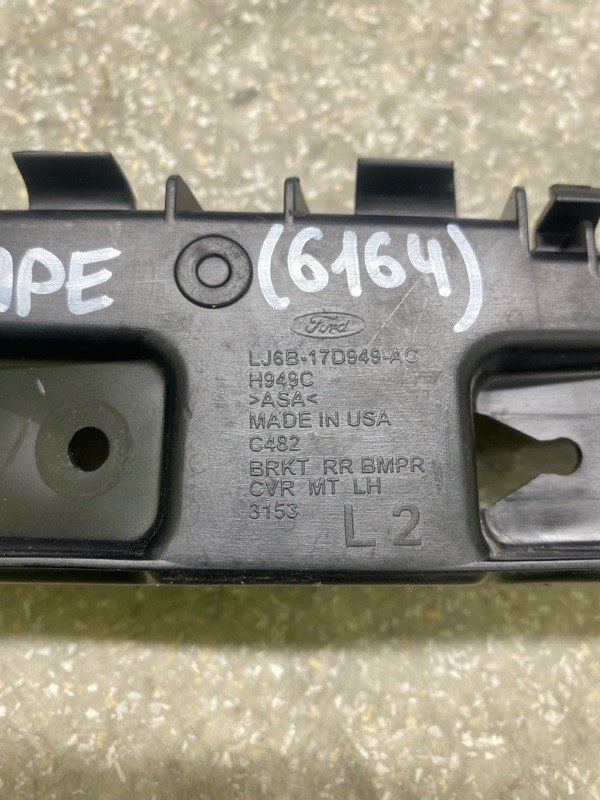 APE (6164)
Ford
LJ6B-17D949-AC
H949C
>ASA<
MADE IN USA
C482
BRKT RR BMPR
CVR MT LH
3153
L 2